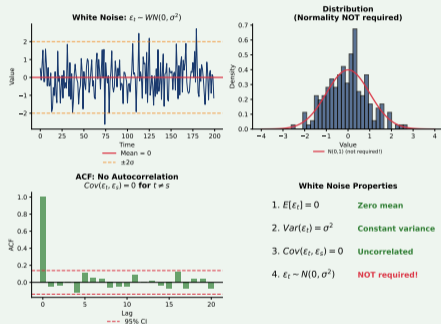 White Noise: εₜ ~ WN(0, σ²)
Value
2
1
0
−1
−2
0
25
50
75
100
125
150
175
200
Time
Mean = 0
±2σ
Distribution
(Normality NOT required)
Density
0.7
0.6
0.5
0.4
0.3
0.2
0.1
0.0
−4
−3
−2
−1
0
1
2
3
4
Value
N(0,1) (not required!)
ACF: No Autocorrelation
Cov(εₜ, εₛ) = 0 for t ≠ s
ACF
1.0
0.8
0.6
0.4
0.2
0.0
0
5
10
15
20
Lag
95% CI
White Noise Properties
1. E[εₜ] = 0 Zero mean
2. Var(εₜ) = σ² Constant variance
3. Cov(εₜ, εₛ) = 0 Uncorrelated
4. εₜ ~ N(0, σ²) NOT required!